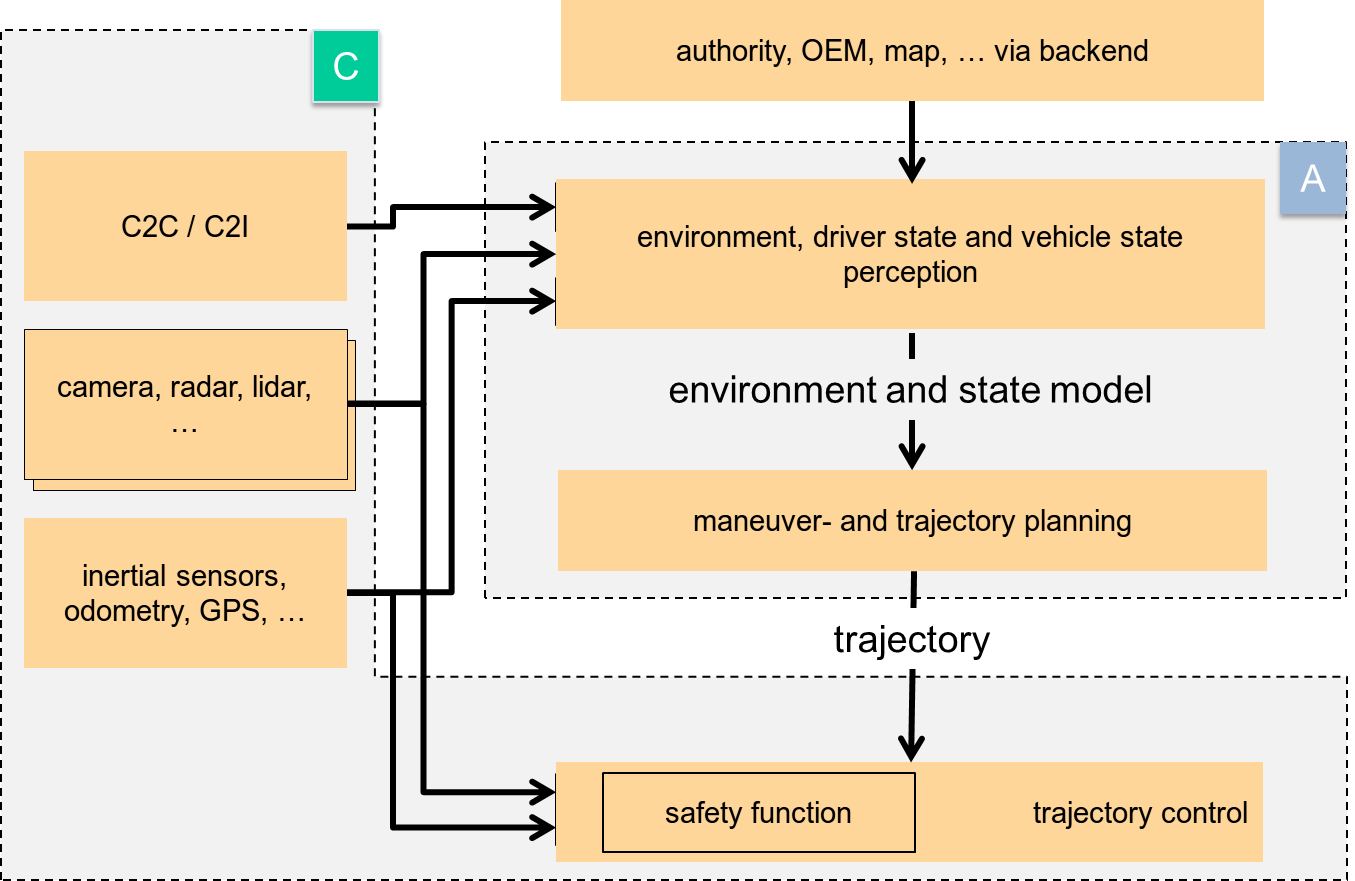 authority, OEM, map, … via backend
C
A
C2C / C2I
environment, driver state and vehicle state
perception
camera, radar, lidar,
…
environment and state model
maneuver- and trajectory planning
inertial sensors,
odometry, GPS, …
trajectory
safety function
trajectory control